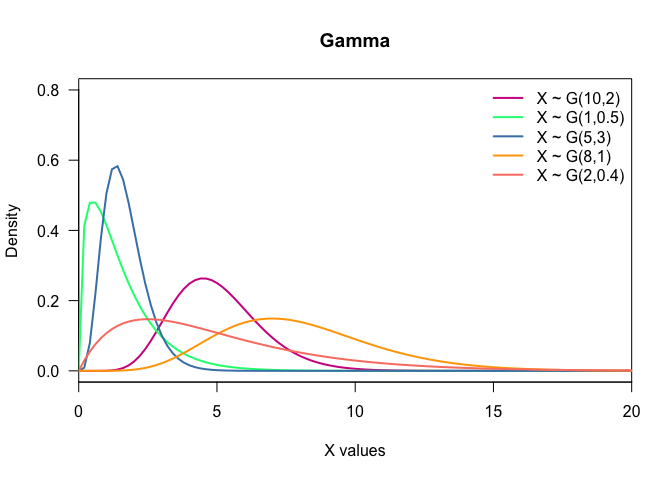 Gamma
X ~ G(10,2)
X ~ G(1,0.5)
X ~ G(5,3)
X ~ G(8,1)
X ~ G(2,0.4)
Density
0.8
0.6
0.4
0.2
0.0
0 5 10 15 20
X values